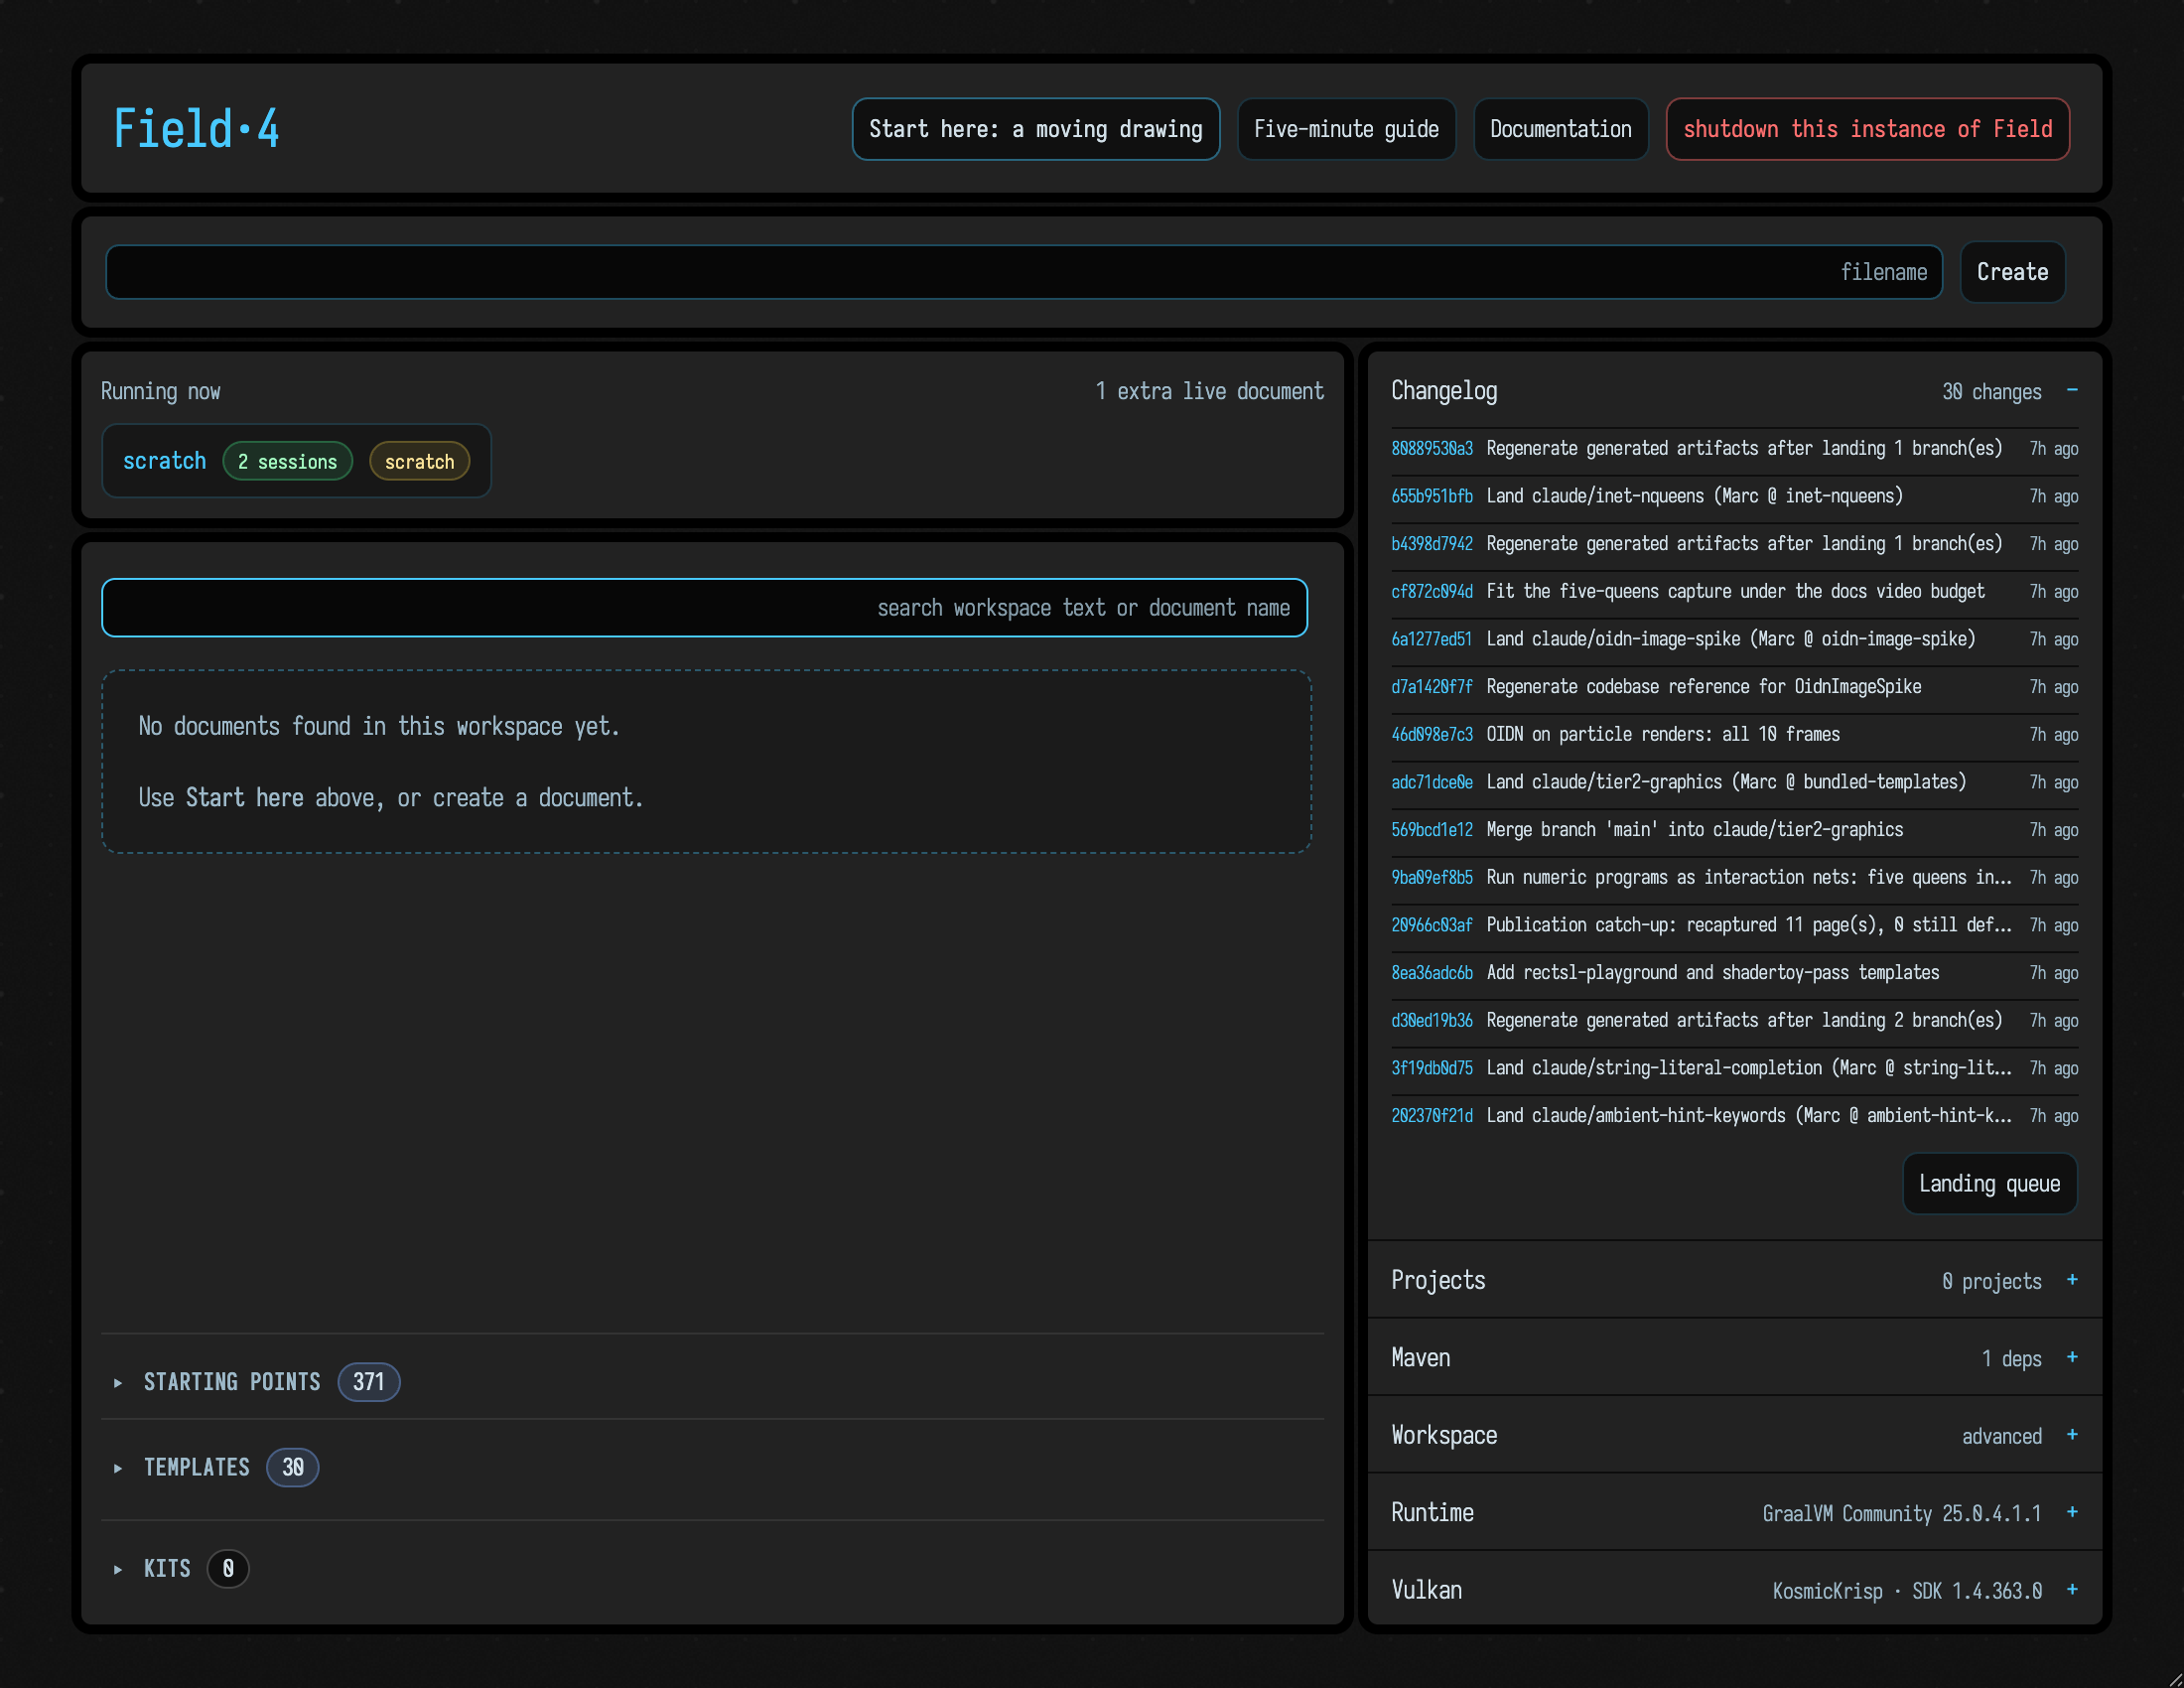 Field·4
Start here: a moving drawing
Five-minute guide
Documentation
shutdown this instance of Field
filename
Create
Running now
1 extra live document
scratch
2 sessions
scratch
search workspace text or document name
No documents found in this workspace yet.
Use Start here above, or create a document.
▸ STARTING POINTS 371
▸ TEMPLATES 30
▸ KITS 0
Changelog 30 changes −
80889530a3 Regenerate generated artifacts after landing 1 branch(es) 7h ago
655b951bfb Land claude/inet-nqueens (Marc @ inet-nqueens) 7h ago
b4398d7942 Regenerate generated artifacts after landing 1 branch(es) 7h ago
cf872c094d Fit the five-queens capture under the docs video budget 7h ago
6a1277ed51 Land claude/oidn-image-spike (Marc @ oidn-image-spike) 7h ago
d7a1420f7f Regenerate codebase reference for OidnImageSpike 7h ago
46d098e7c3 OIDN on particle renders: all 10 frames 7h ago
adc71dce0e Land claude/tier2-graphics (Marc @ bundled-templates) 7h ago
569bcd1e12 Merge branch 'main' into claude/tier2-graphics 7h ago
9ba09ef8b5 Run numeric programs as interaction nets: five queens in... 7h ago
20966c03af Publication catch-up: recaptured 11 page(s), 0 still def... 7h ago
8ea36adc6b Add rectsl-playground and shadertoy-pass templates 7h ago
d30ed19b36 Regenerate generated artifacts after landing 2 branch(es) 7h ago
3f19db0d75 Land claude/string-literal-completion (Marc @ string-lit... 7h ago
202370f21d Land claude/ambient-hint-keywords (Marc @ ambient-hint-k... 7h ago
Landing queue
Projects 0 projects +
Maven 1 deps +
Workspace advanced +
Runtime GraalVM Community 25.0.4.1.1 +
Vulkan KosmicKrisp · SDK 1.4.363.0 +